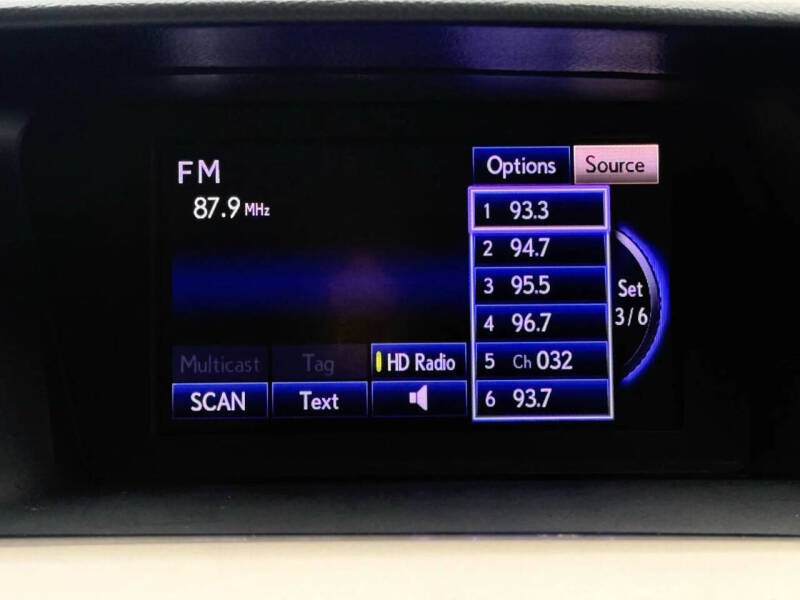 FM
87.9 MHz
Options
Source
1 93.3
2 94.7
3 95.5
4 96.7
5 Ch 032
6 93.7
Set
3/6
Multicast
Tag
HD Radio
SCAN
Text